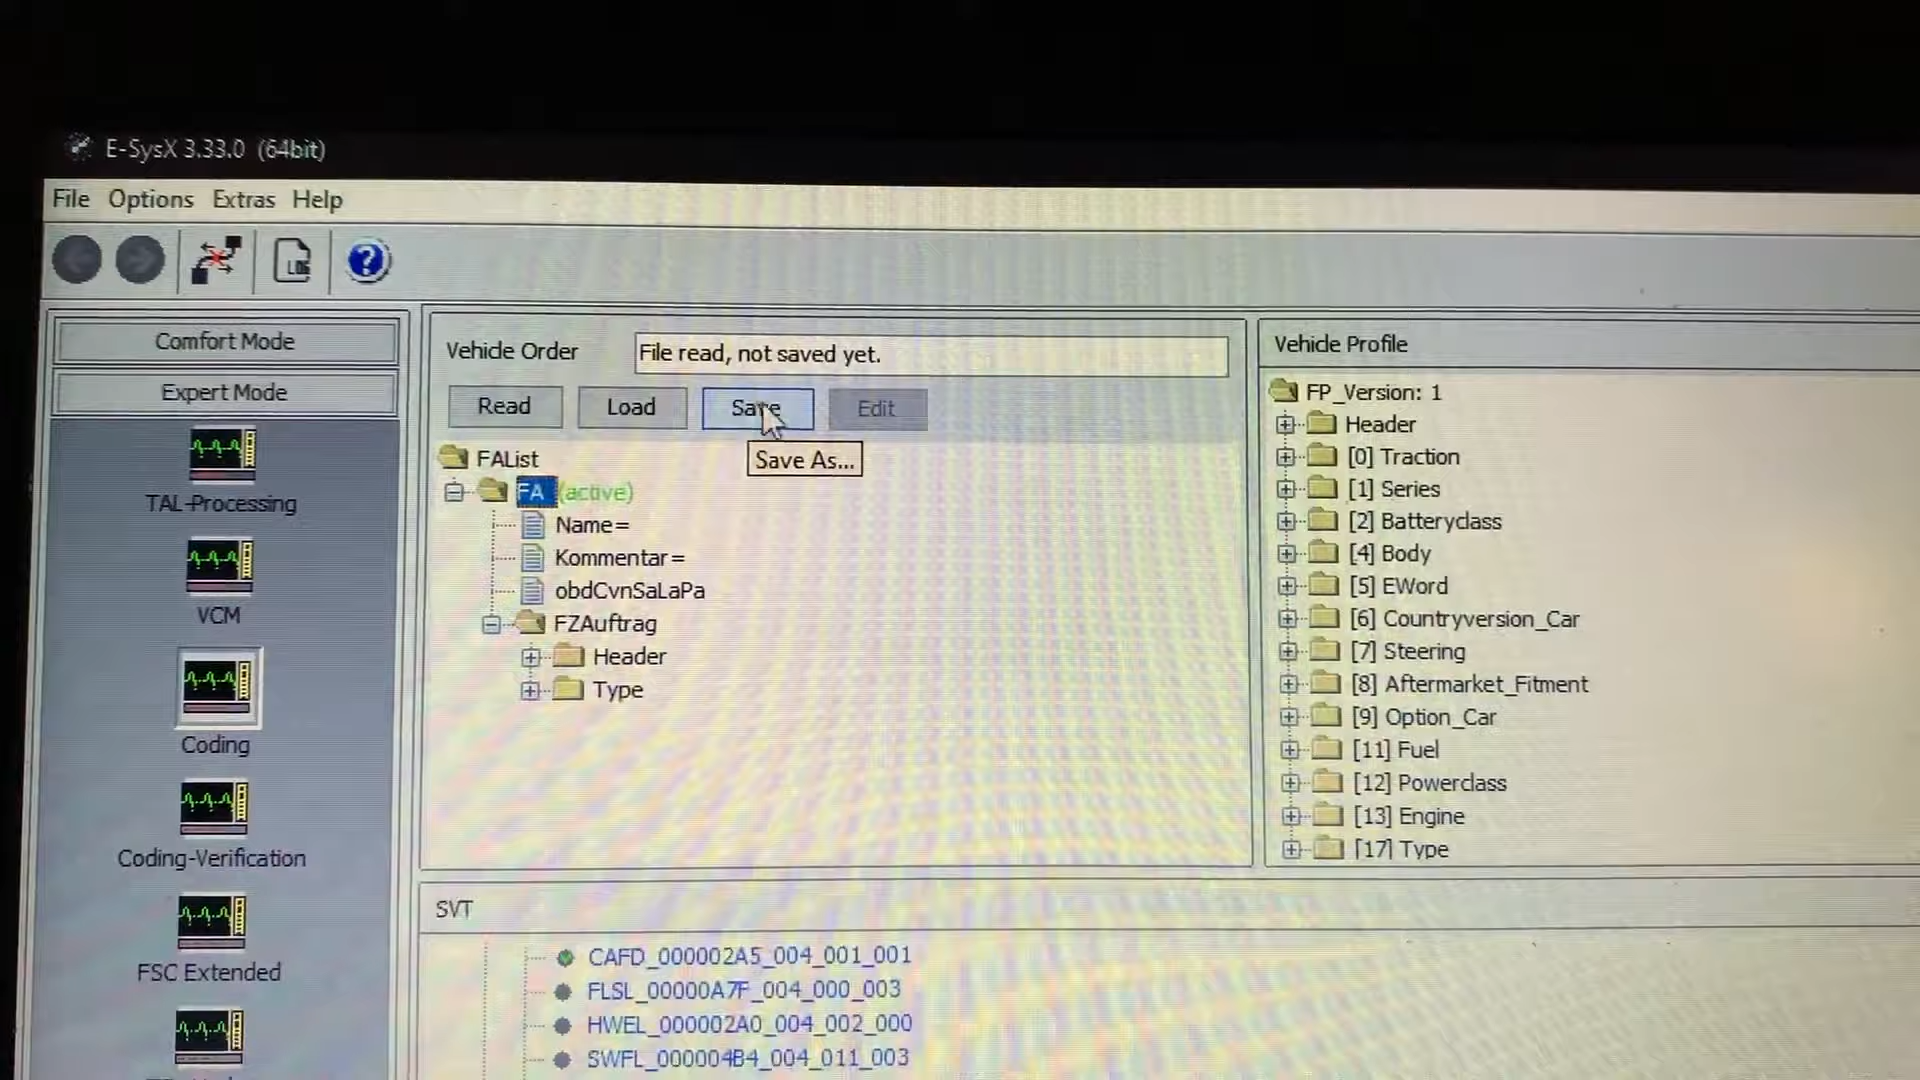 E-SysX 3.33.0 (64bit)
File Options Extras Help
LOG
?
Comfort Mode
Expert Mode
TAL-Processing
VCM
Coding
Coding-Verification
FSC Extended
Vehicle Order
File read, not saved yet.
Read Load Save Edit
Save As...
FAList
FA (active)
Name=
Kommentar=
obdCvnSaLaPa
FZAuftrag
Header
Type
Vehicle Profile
FP_Version: 1
Header
[0] Traction
[1] Series
[2] Batteryclass
[4] Body
[5] EWord
[6] Countryversion_Car
[7] Steering
[8] Aftermarket_Fitment
[9] Option_Car
[11] Fuel
[12] Powerclass
[13] Engine
[17] Type
SVT
CAFD_000002A5_004_001_001
FLSL_00000A7F_004_000_003
HWEL_000002A0_004_002_000
SWFL_000004B4_004_011_003